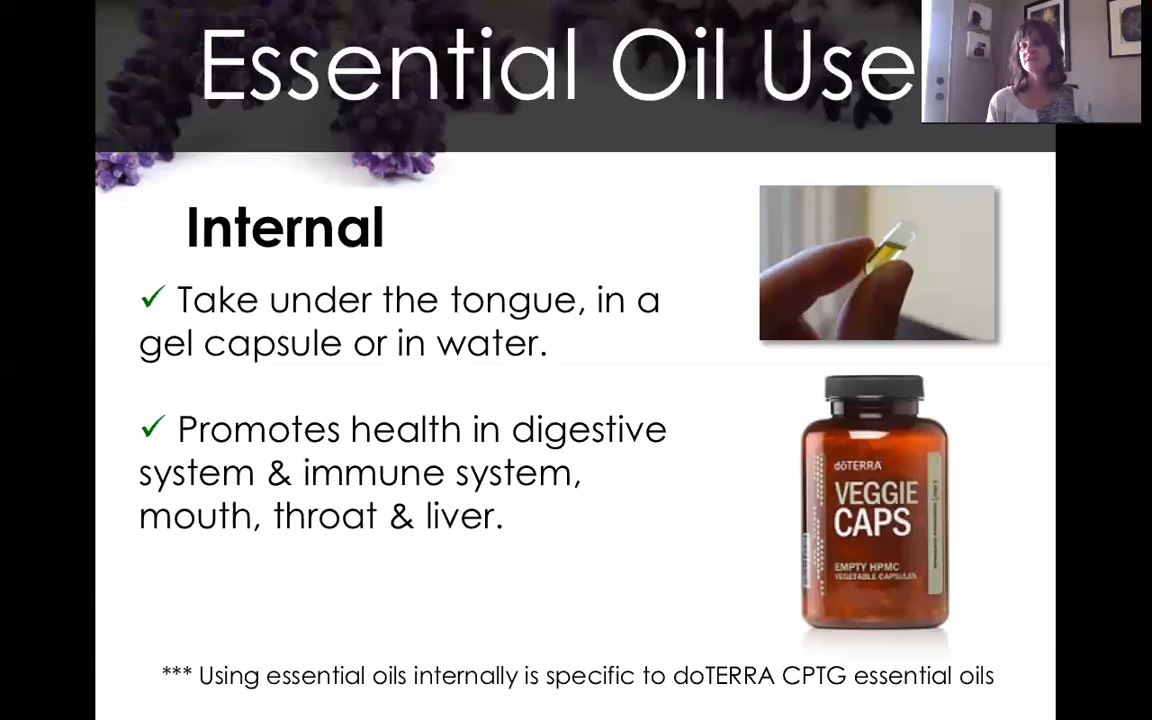 Essential Oil Use
Internal
✓ Take under the tongue, in a
gel capsule or in water.
✓ Promotes health in digestive
system & immune system,
mouth, throat & liver.
dōTERRA
VEGGIE
CAPS
EMPTY HPMC
VEGETABLE CAPSULES
*** Using essential oils internally is specific to doTERRA CPTG essential oils